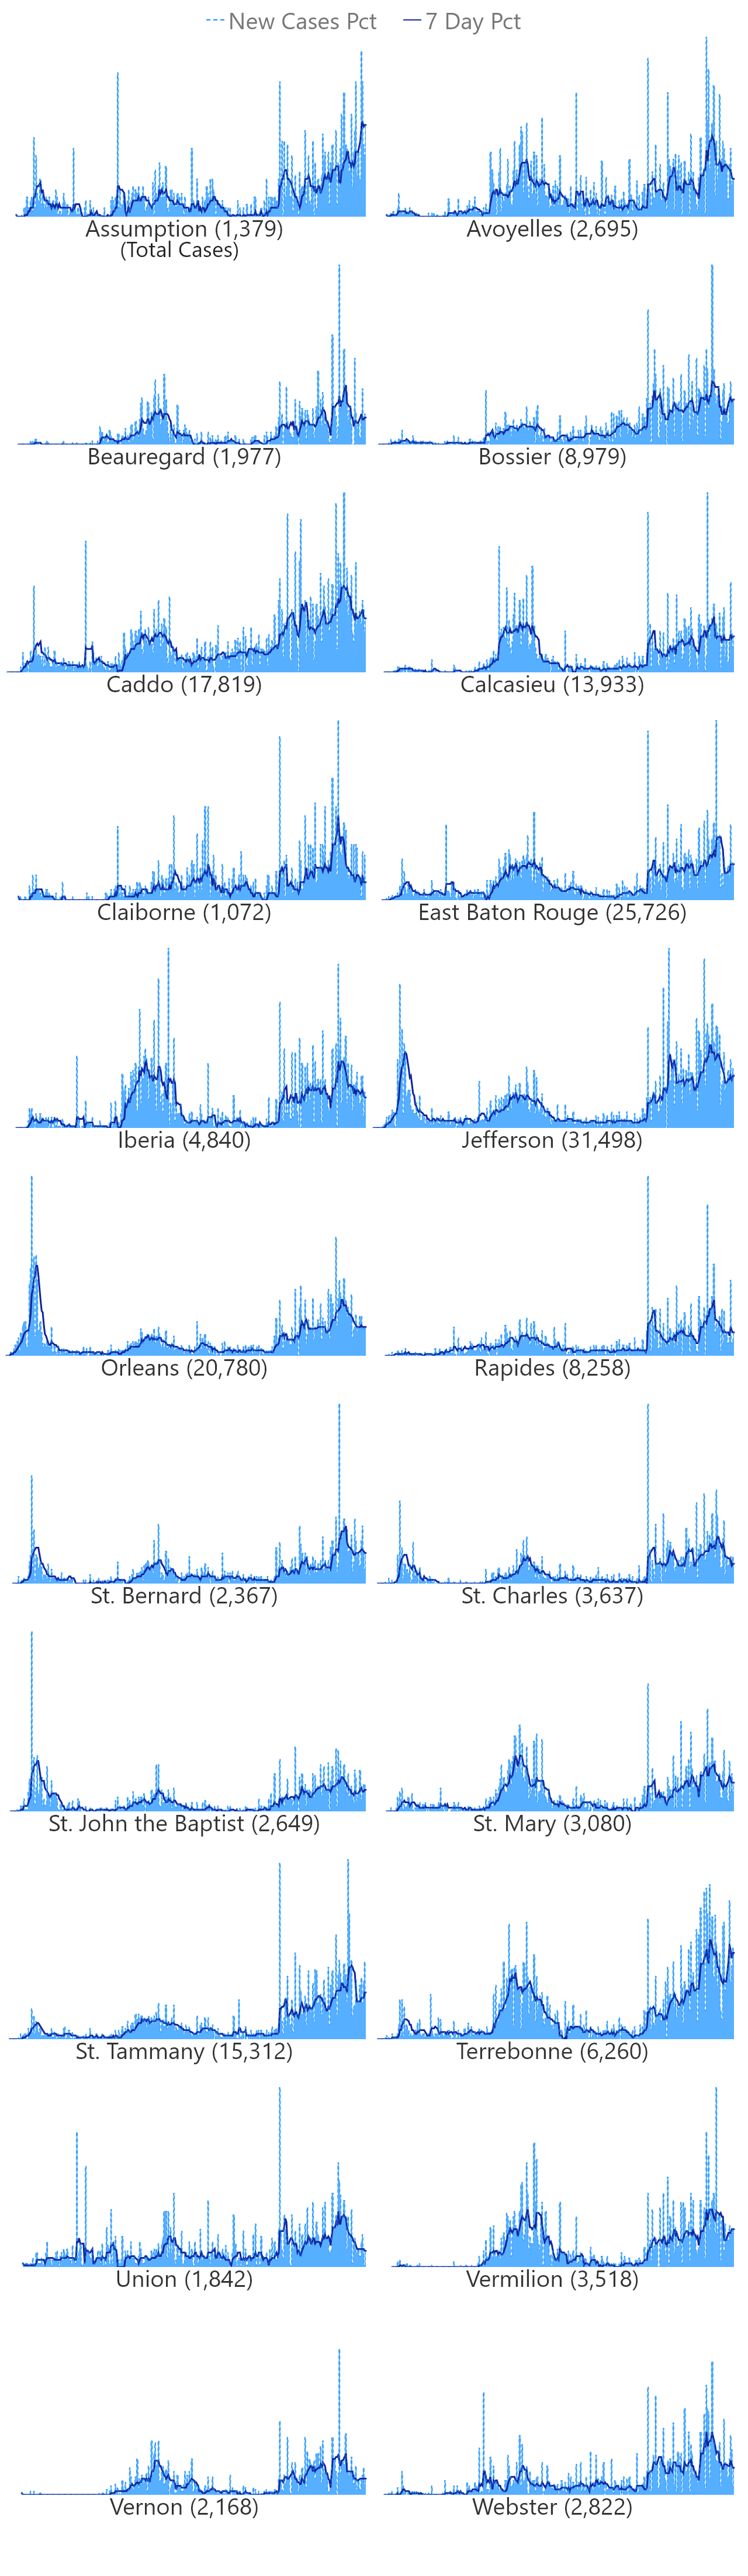 New Cases Pct 7 Day Pct
Assumption (1,379) Avoyelles (2,695)
(Total Cases)
Beauregard (1,977) Bossier (8,979)
Caddo (17,819) Calcasieu (13,933)
Claiborne (1,072) East Baton Rouge (25,726)
Iberia (4,840) Jefferson (31,498)
Orleans (20,780) Rapides (8,258)
St. Bernard (2,367) St. Charles (3,637)
St. John the Baptist (2,649) St. Mary (3,080)
St. Tammany (15,312) Terrebonne (6,260)
Union (1,842) Vermilion (3,518)
Vernon (2,168) Webster (2,822)